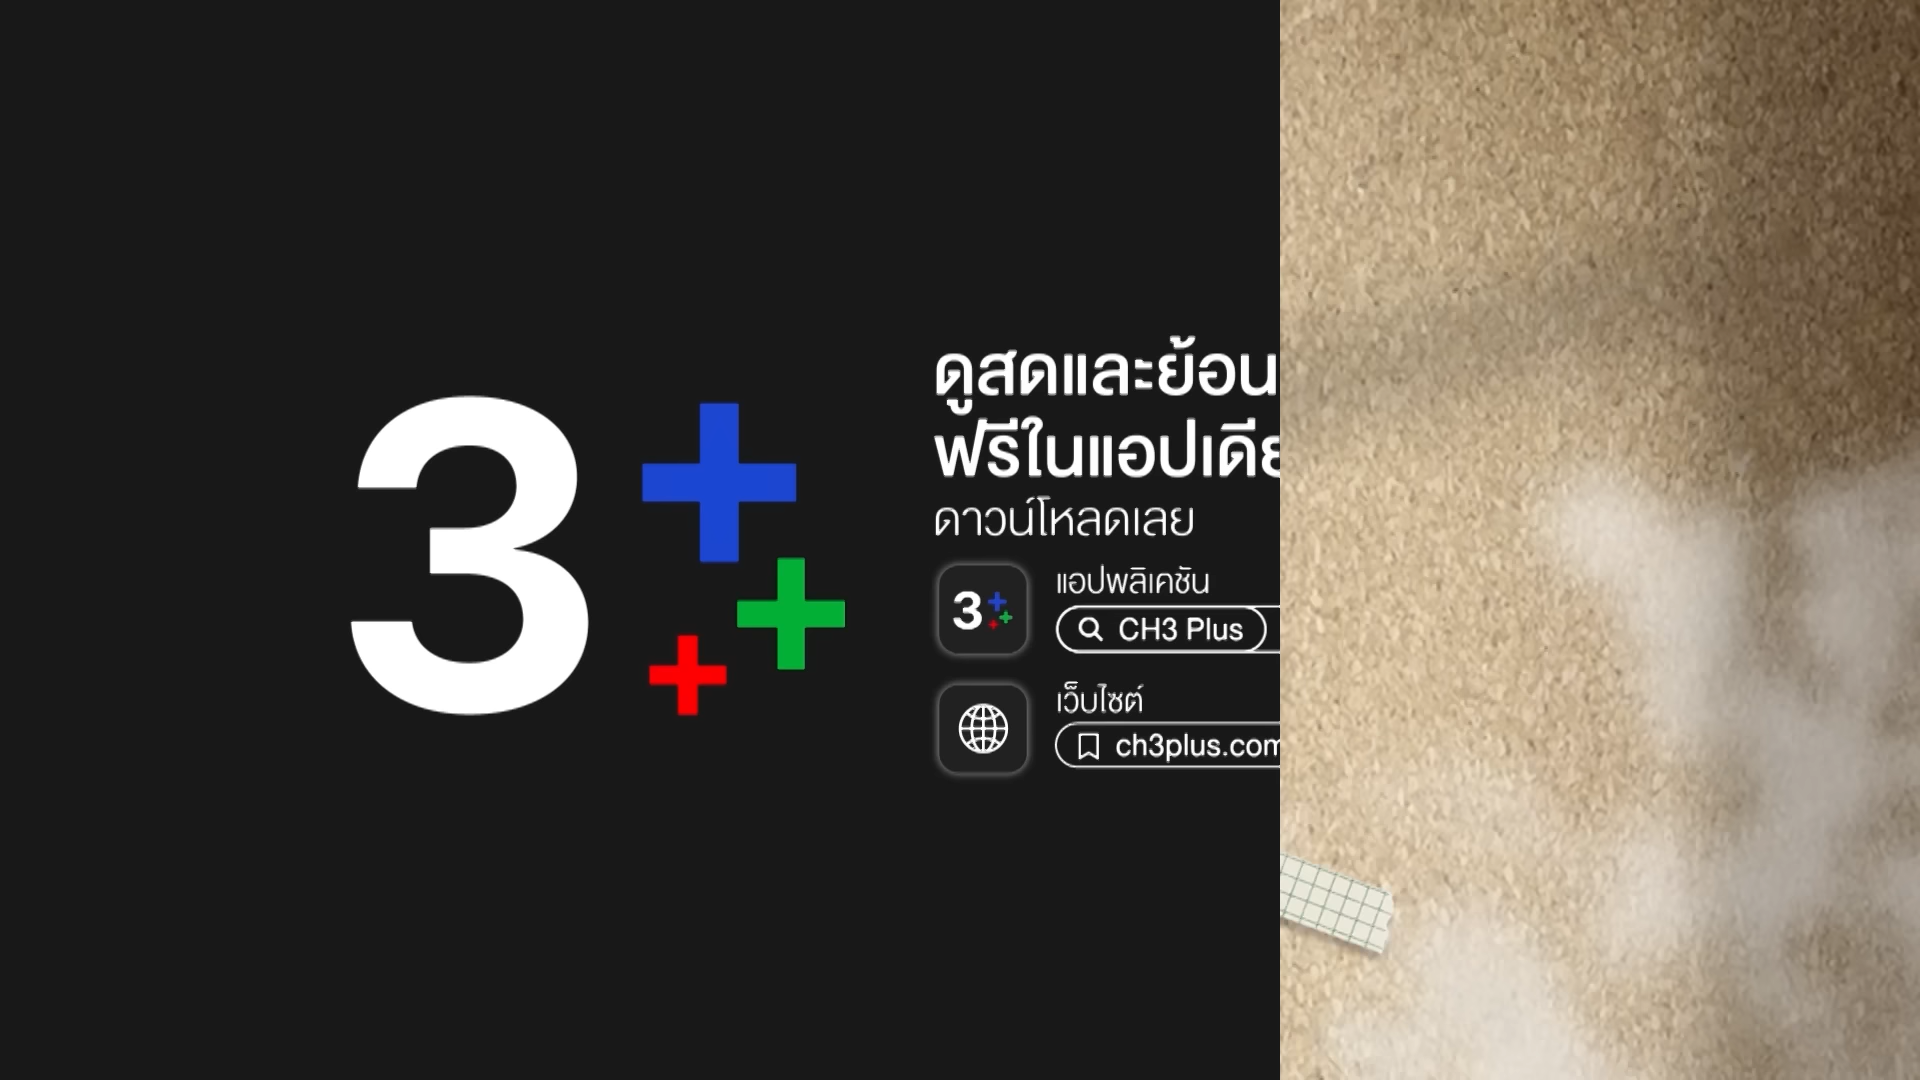 3
ดูสดและย้อน
ฟรีในแอปเดีย
ดาวน์โหลดเลย
3
แอปพลิเคชัน
CH3 Plus
เว็บไซต์
ch3plus.com